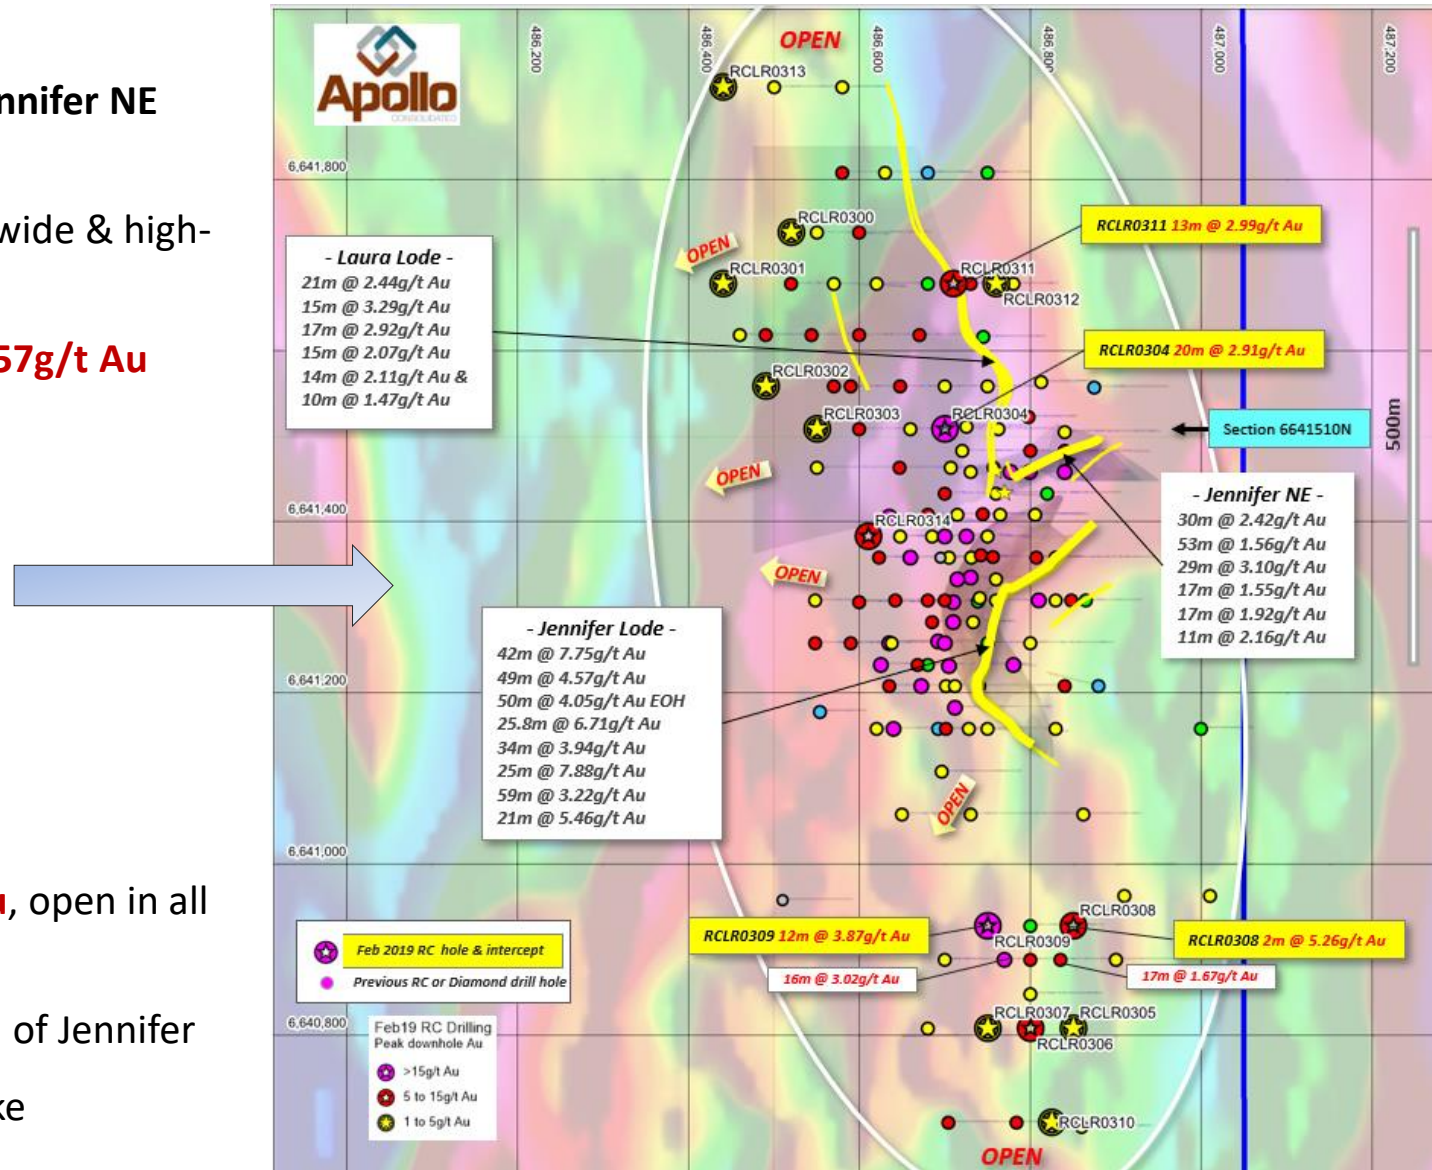 nnifer NE
wide & high-
57g/t Au
u, open in all
of Jennifer
ke
Apollo
CONSOLIDATED
OPEN
486,200
486,400
486,600
486,800
487,000
487,200
RCLR0313
6,641,800
RCLR0300
OPEN
RCLR0301
RCLR0311 13m @ 2.99g/t Au
RCLR0311
RCLR0312
- Laura Lode -
21m @ 2.44g/t Au
15m @ 3.29g/t Au
17m @ 2.92g/t Au
15m @ 2.07g/t Au
14m @ 2.11g/t Au &
10m @ 1.47g/t Au
RCLR0304 20m @ 2.91g/t Au
RCLR0302
RCLR0303
RCLR0304
Section 6641510N
500m
OPEN
- Jennifer NE -
30m @ 2.42g/t Au
53m @ 1.56g/t Au
29m @ 3.10g/t Au
17m @ 1.55g/t Au
17m @ 1.92g/t Au
11m @ 2.16g/t Au
6,641,400
RCLR0314
OPEN
- Jennifer Lode -
42m @ 7.75g/t Au
49m @ 4.57g/t Au
50m @ 4.05g/t Au EOH
25.8m @ 6.71g/t Au
34m @ 3.94g/t Au
25m @ 7.88g/t Au
59m @ 3.22g/t Au
21m @ 5.46g/t Au
6,641,200
OPEN
6,641,000
RCLR0308
RCLR0309 12m @ 3.87g/t Au
RCLR0309
RCLR0308 2m @ 5.26g/t Au
16m @ 3.02g/t Au
17m @ 1.67g/t Au
Feb 2019 RC hole & intercept
Previous RC or Diamond drill hole
6,640,800
RCLR0307
RCLR0305
RCLR0306
Feb19 RC Drilling
Peak downhole Au
>15g/t Au
5 to 15g/t Au
1 to 5g/t Au
RCLR0310
OPEN